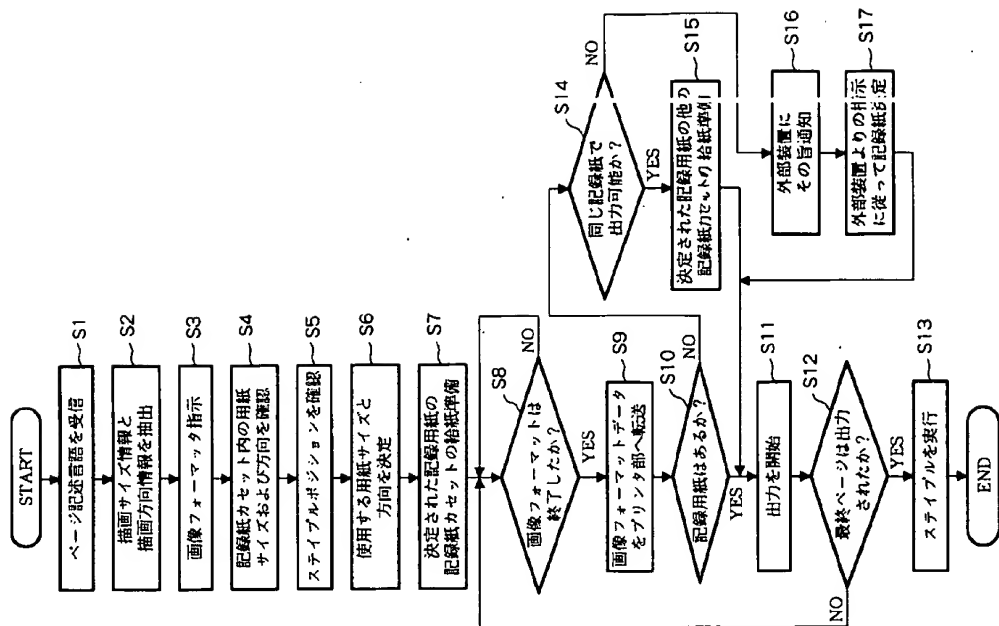 START
ページ記述言語を受信
S1
描画サイズ情報と
描画方向情報を抽出
S2
画像フォーマッタ指示
S3
記録紙カセット内の用紙
サイズおよび方向を確認
S4
ステイプルポジションを確認
S5
使用する用紙サイズと
方向を決定
S6
決定された記録用紙の
記録紙カセットの給紙準備
S7
画像フォーマットは
終了したか？
S8
NO
YES
画像フォーマットデータ
をプリンタ部へ転送
S9
記録用紙はあるか？
S10
NO
YES
出力を開始
S11
最終ページは出力
されたか？
S12
NO
YES
ステイプルを実行
S13
END
同じ記録紙で
出力可能か？
S14
NO
YES
決定された記録用紙の他の
記録紙カセットの給紙準備
S15
外部装置に
その旨通知
S16
外部装置よりの指示
に従って記録紙決定
S17